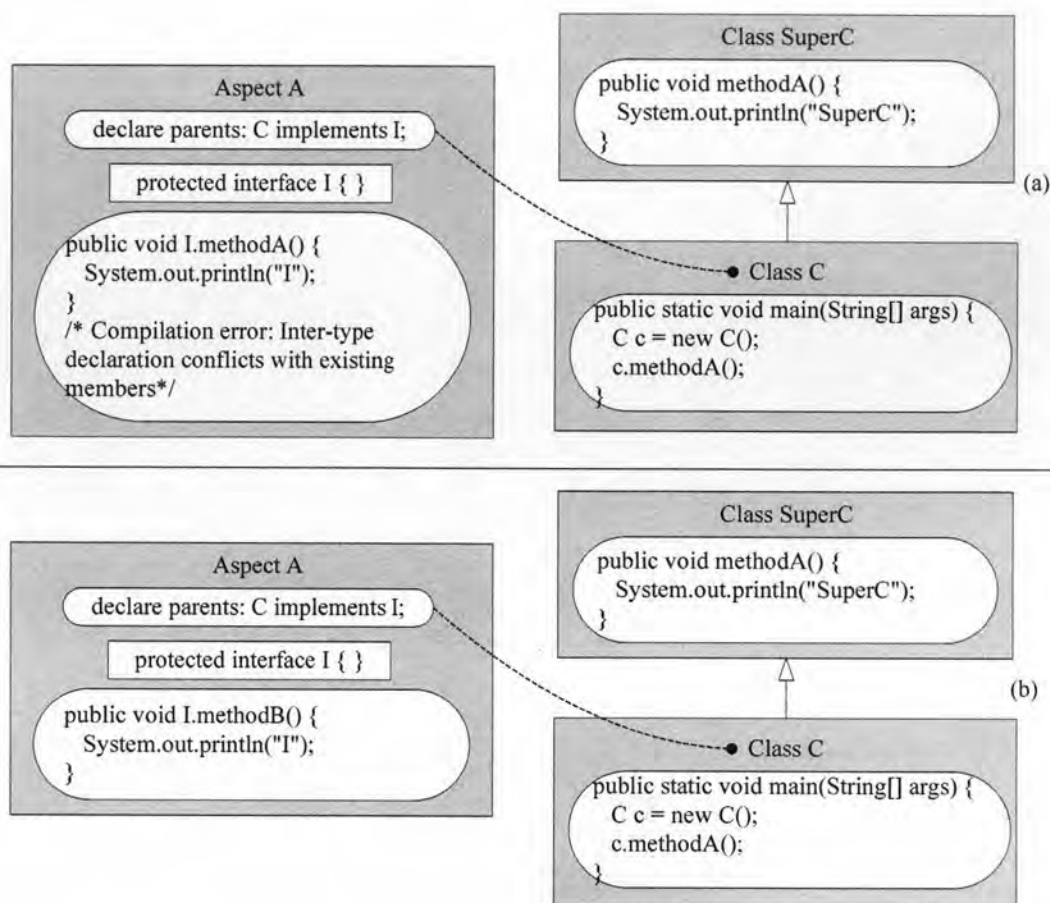 Aspect A
declare parents: C implements I;
protected interface I { }
public void I.methodA() {
System.out.println("I");
}
/* Compilation error: Inter-type
declaration conflicts with existing
members*/
Class SuperC
public void methodA() {
System.out.println("SuperC");
}
(a)
Class C
public static void main(String[] args) {
C c = new C();
c.methodA();
}
Aspect A
declare parents: C implements I;
protected interface I { }
public void I.methodB() {
System.out.println("I");
}
Class SuperC
public void methodA() {
System.out.println("SuperC");
}
(b)
Class C
public static void main(String[] args) {
C c = new C();
c.methodA();
}